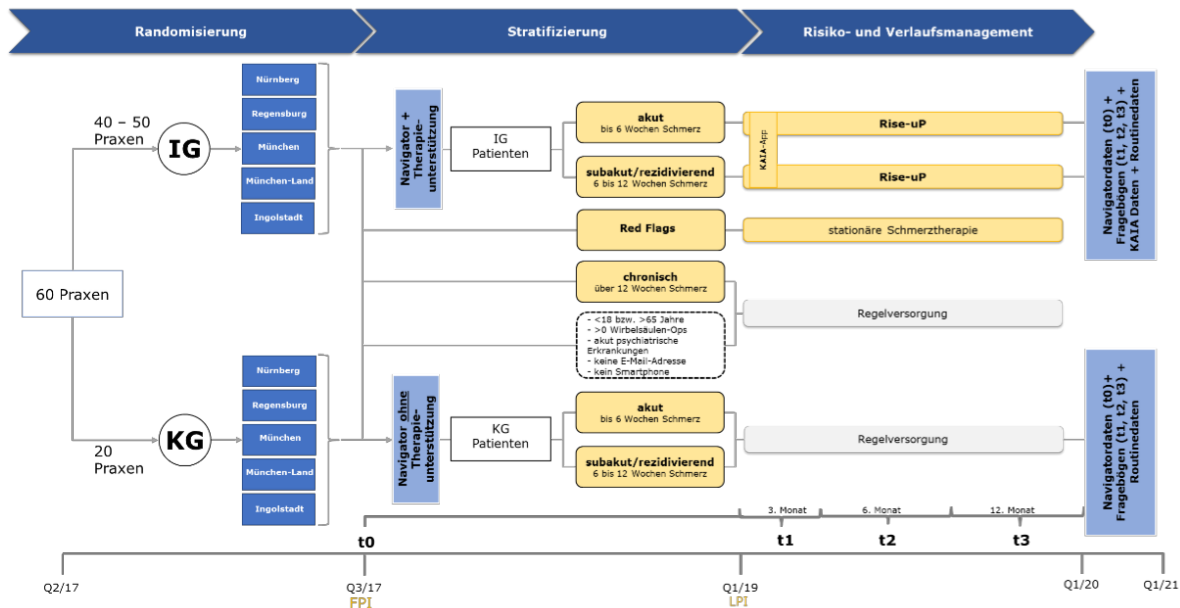 Randomisierung
Stratifizierung
Risiko- und Verlaufsmanagement
40 – 50
Praxen
IG
Nürnberg
Regensburg
München
München-Land
Ingolstadt
Navigator +
Therapie-
unterstützung
IG
Patienten
akut
bis 6 Wochen Schmerz
subakut/rezidivierend
6 bis 12 Wochen Schmerz
KAIA-App
Rise-uP
Rise-uP
Navigatordaten (t0) +
Fragebögen (t1, t2, t3) +
KAIA Daten + Routinedaten
Red Flags
stationäre Schmerztherapie
60 Praxen
chronisch
über 12 Wochen Schmerz
- <18 bzw. >65 Jahre
- >0 Wirbelsäulen-Ops
- akut psychiatrische
Erkrankungen
- keine E-Mail-Adresse
- kein Smartphone
Regelversorgung
20
Praxen
KG
Nürnberg
Regensburg
München
München-Land
Ingolstadt
Navigator ohne
Therapie-
unterstützung
KG
Patienten
akut
bis 6 Wochen Schmerz
subakut/rezidivierend
6 bis 12 Wochen Schmerz
Regelversorgung
Navigatordaten (t0)+
Fragebögen (t1, t2, t3) +
Routinedaten
3. Monat
6. Monat
12. Monat
t0
t1
t2
t3
Q2/17
Q3/17
Q1/19
Q1/20
Q1/21
FPI
LPI